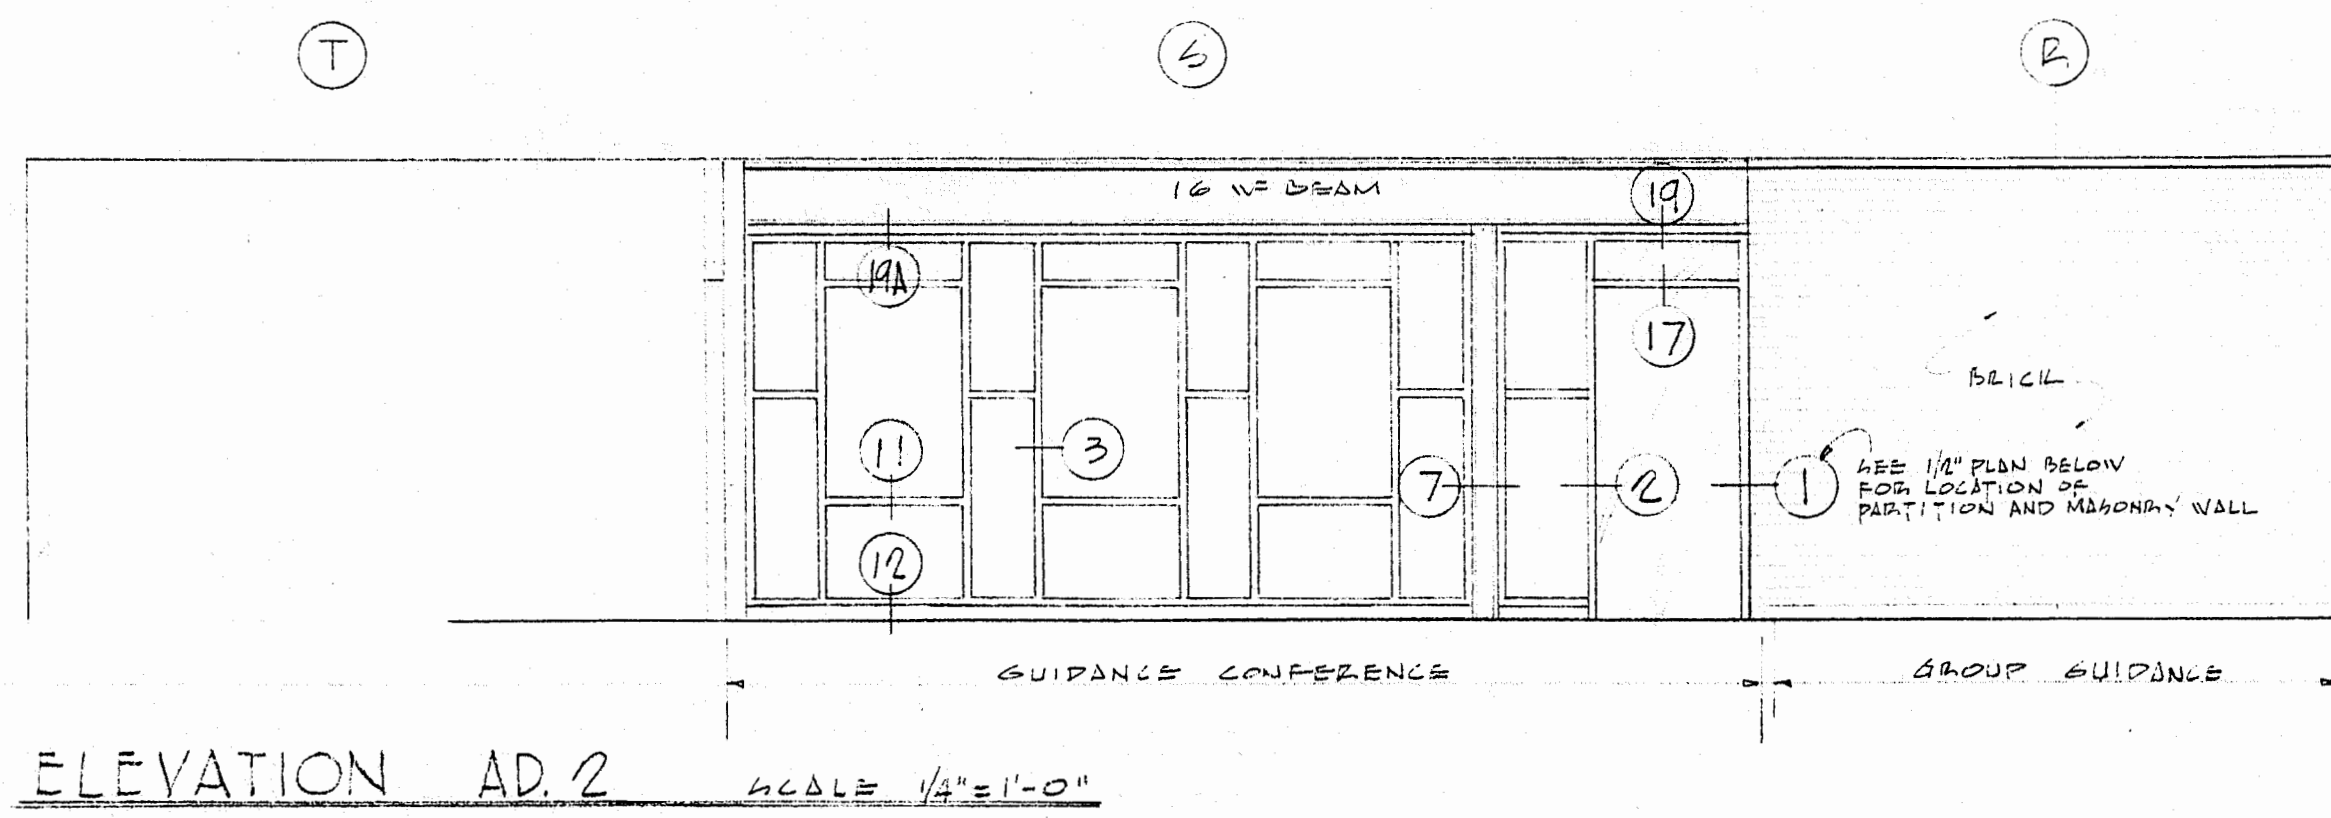 T
S
R
16 WF BEAM
19
19A
17
BRICK
11
3
7
2
1
SEE 1/2" PLAN BELOW
FOR LOCATION OF
PARTITION AND MASONRY WALL
12
GUIDANCE CONFERENCE
GROUP GUIDANCE
ELEVATION AD.2 SCALE 1/4"=1'-0"